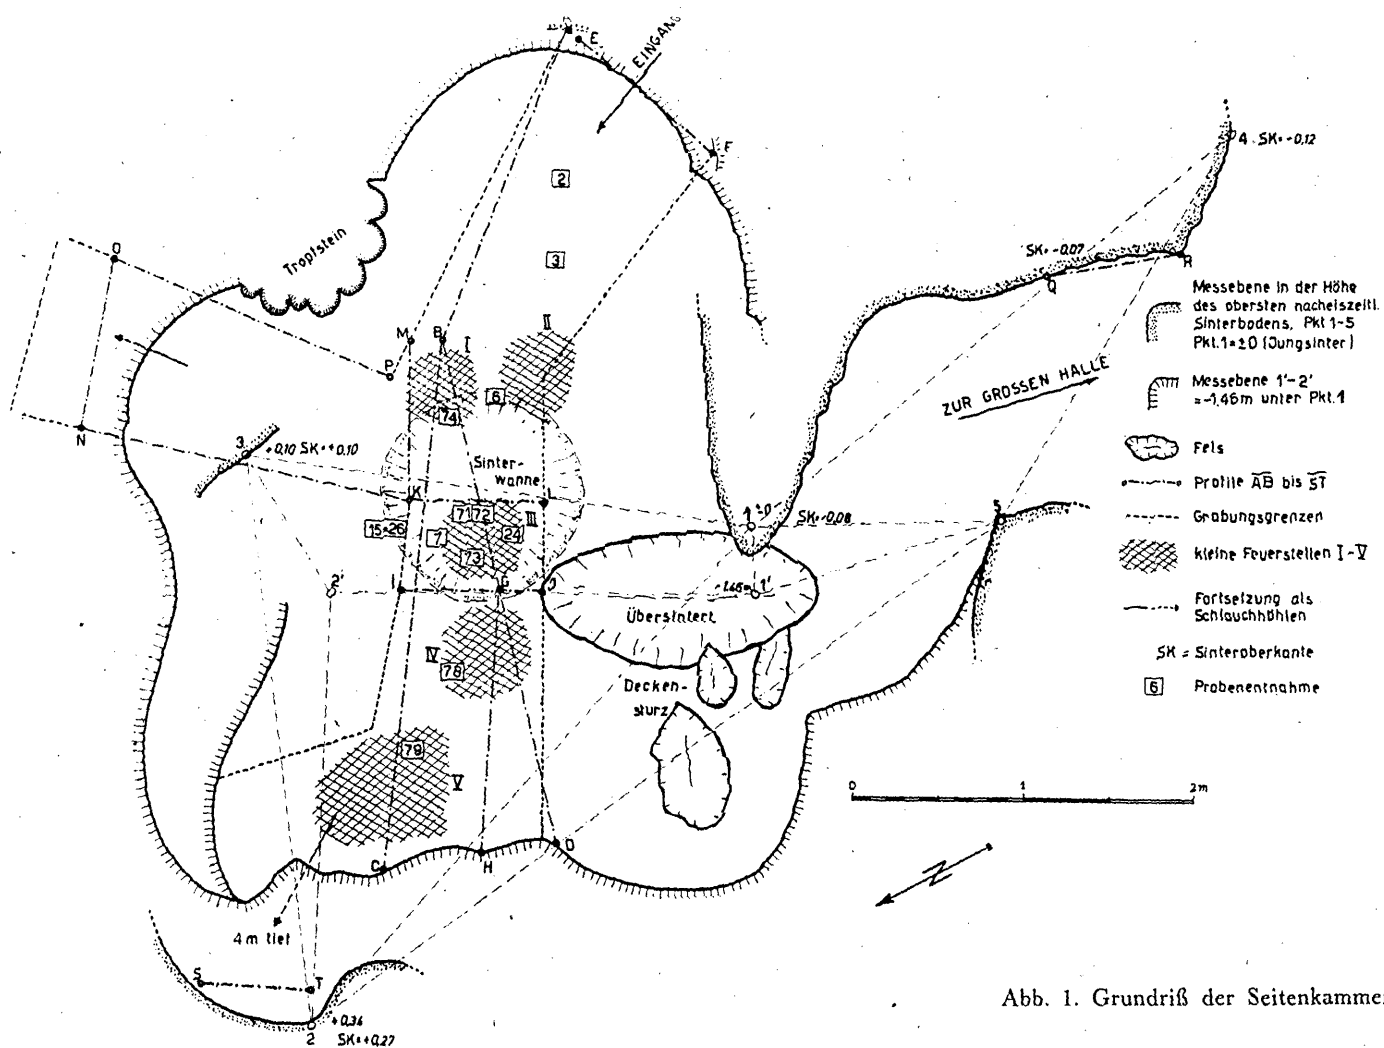 E
EINGANG
F
2
3
Tropfstein
O
M
B
I
II
P
6
74
N
3
+0,10 SK=+0,10
Sinter-
wanne
K
L
71 72
III
15-26
7
24
73
2'
I
G
J
1 ±0
SK=-0,08
-1,46= 1'
Übersintert
IV
78
Decken-
sturz
79
V
C
H
D
4m tief
S
T
+0,36
2
SK=+0,27
4 SK=-0,12
SK=-0,07
Q
R
ZUR GROSSEN HALLE
5
Messebene in der Höhe
des obersten nacheiszeitl.
Sinterbodens, Pkt 1-5
Pkt.1=±0 (Jungsinter)
Messebene 1'-2'
=-1,46m unter Pkt.1
Fels
Profile AB bis ST
Grabungsgrenzen
kleine Feuerstellen I-V
Fortsetzung als
Schlauchhöhlen
SK = Sinteroberkante
6 Probenentnahme
0 1 2m
N
Abb. 1. Grundriß der Seitenkammer